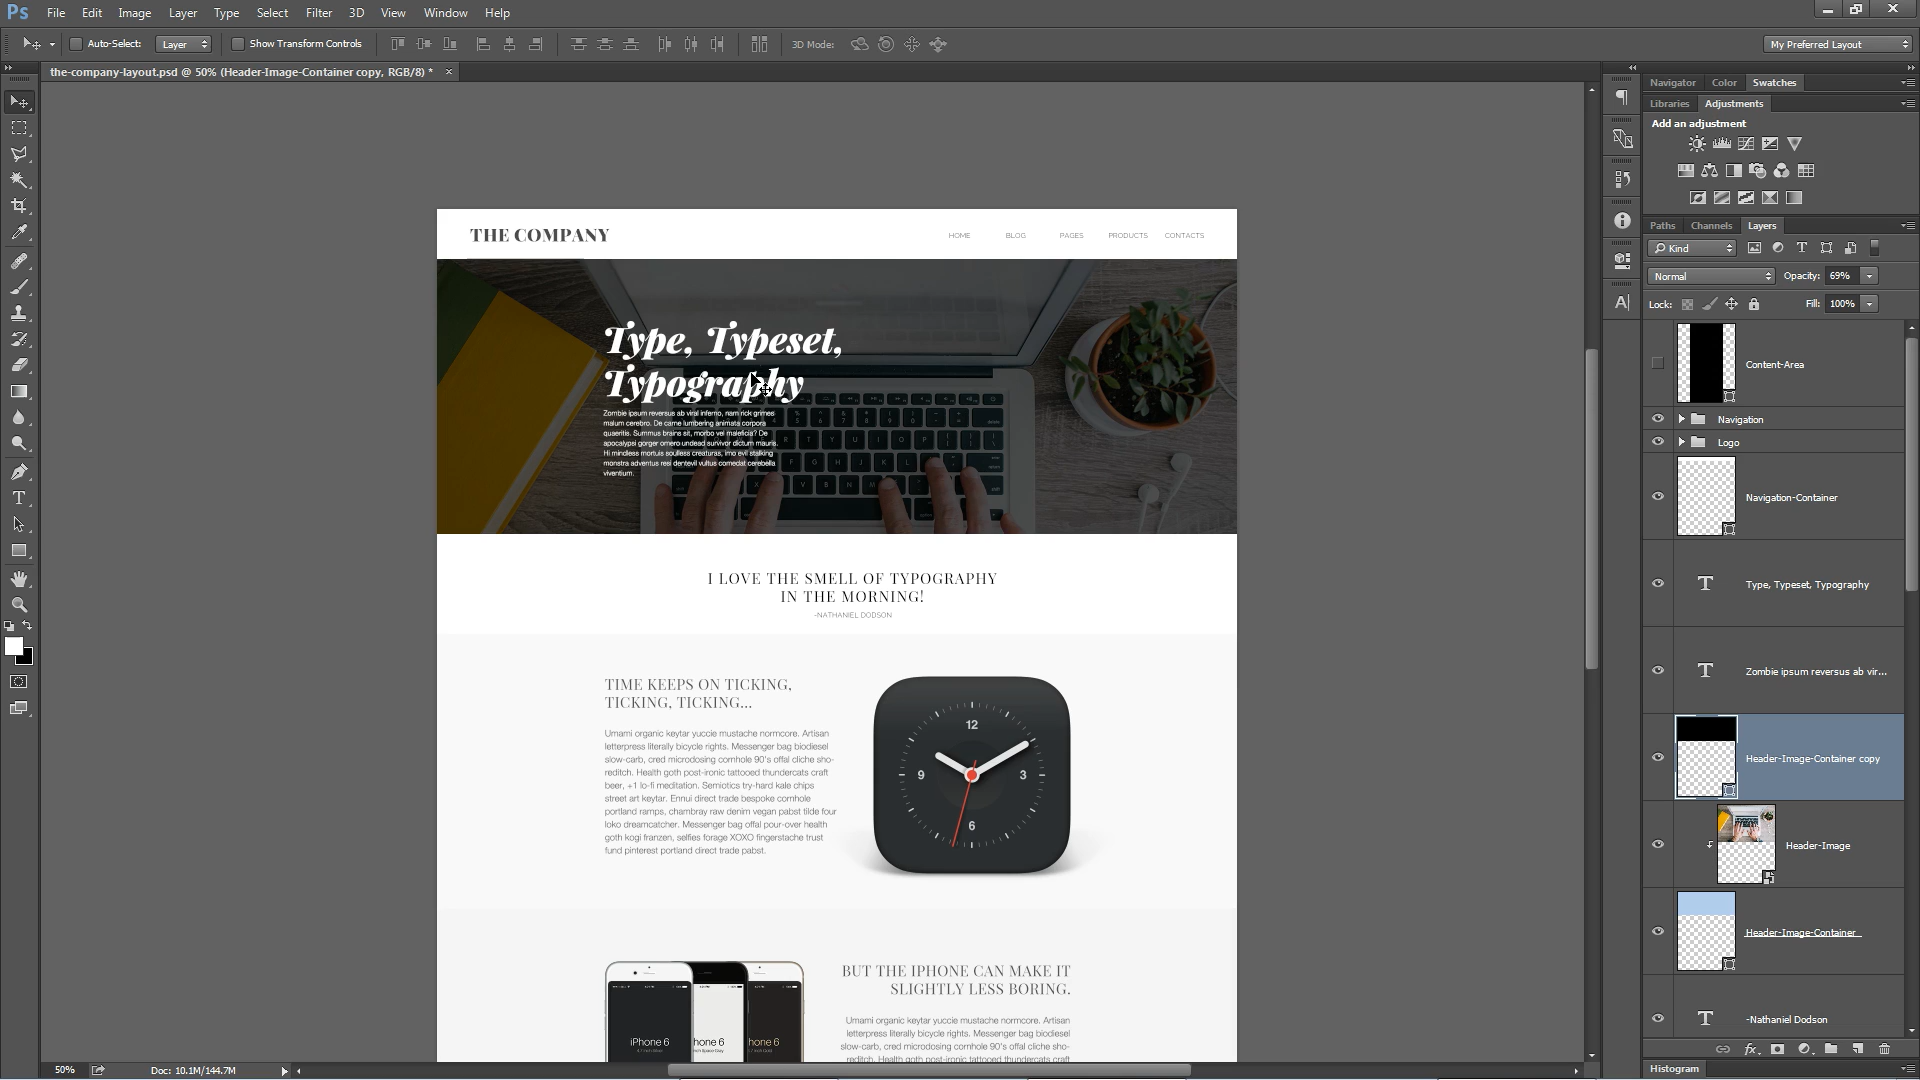 Ps File Edit Image Layer Type Select Filter 3D View Window Help
Auto-Select: Layer Show Transform Controls 3D Mode: My Preferred Layout
the-company-layout.psd @ 50% (Header-Image-Container copy, RGB/8) * ×
THE COMPANY
HOME BLOG PAGES PRODUCTS CONTACTS
Type, Typeset,
Typography
Zombie ipsum reversus ab viral inferno, nam rick grimes
malum cerebro. De carne lumbering animata corpora
quaeritis. Summus brains sit, morbo vel maleficia? De
apocalypsi gorger omero undead survivor dictum mauris.
Hi mindless mortuis soulless creaturas, imo evil stalking
monstra adventus resi dentevil vultus comedat cerebella
viventium.
I LOVE THE SMELL OF TYPOGRAPHY
IN THE MORNING!
-NATHANIEL DODSON
TIME KEEPS ON TICKING,
TICKING, TICKING...
Umami organic keytar yuccie mustache normcore. Artisan
letterpress literally bicycle rights. Messenger bag biodiesel
slow-carb, cred microdosing cornhole 90's offal cliche sho-
reditch. Health goth post-ironic tattooed thundercats craft
beer, +1 lo-fi meditation. Semiotics try-hard kale chips
street art keytar. Ennui direct trade bespoke cornhole
portland ramps, chambray raw denim vegan pabst tilde four
loko dreamcatcher. Messenger bag offal pour-over health
goth kogi franzen, selfies forage XOXO fingerstache trust
fund pinterest portland direct trade pabst.
12
9 3
6
BUT THE IPHONE CAN MAKE IT
SLIGHTLY LESS BORING.
Umami organic keytar yuccie mustache normcore. Artisan
letterpress literally bicycle rights. Messenger bag biodiesel
slow-carb, cred microdosing cornhole 90's offal cliche sho-
reditch. Health goth post-ironic tattooed thundercats craft
iPhone 6 hone 6 hone 6
50% Doc: 10.1M/144.7M
Navigator Color Swatches
Libraries Adjustments
Add an adjustment
Paths Channels Layers
Kind
Normal Opacity: 69%
Lock: Fill: 100%
Content-Area
Navigation
Logo
Navigation-Container
Type, Typeset, Typography
Zombie ipsum reversus ab vir...
Header-Image-Container copy
Header-Image
Header-Image-Container
-Nathaniel Dodson
Histogram